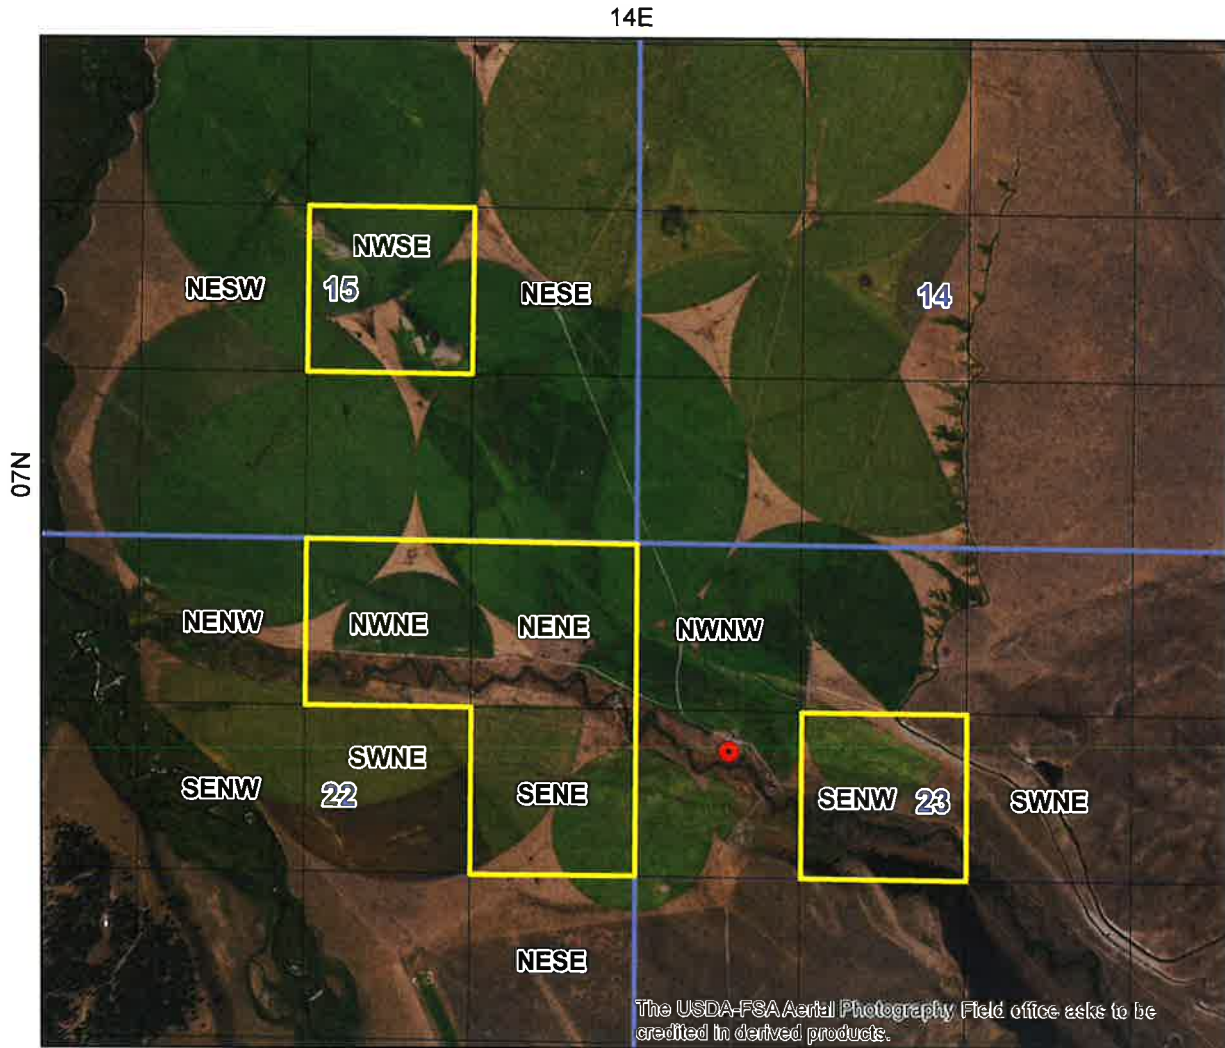 14E
NWSE
NESW
15
NESE
14
07N
NENW
NWNE
NENE
NWNW
SWNE
SENW
22
SENE
SENW
23
SWNE
NESE
The USDA-FSA Aerial Photography Field office asks to be
credited in derived products.